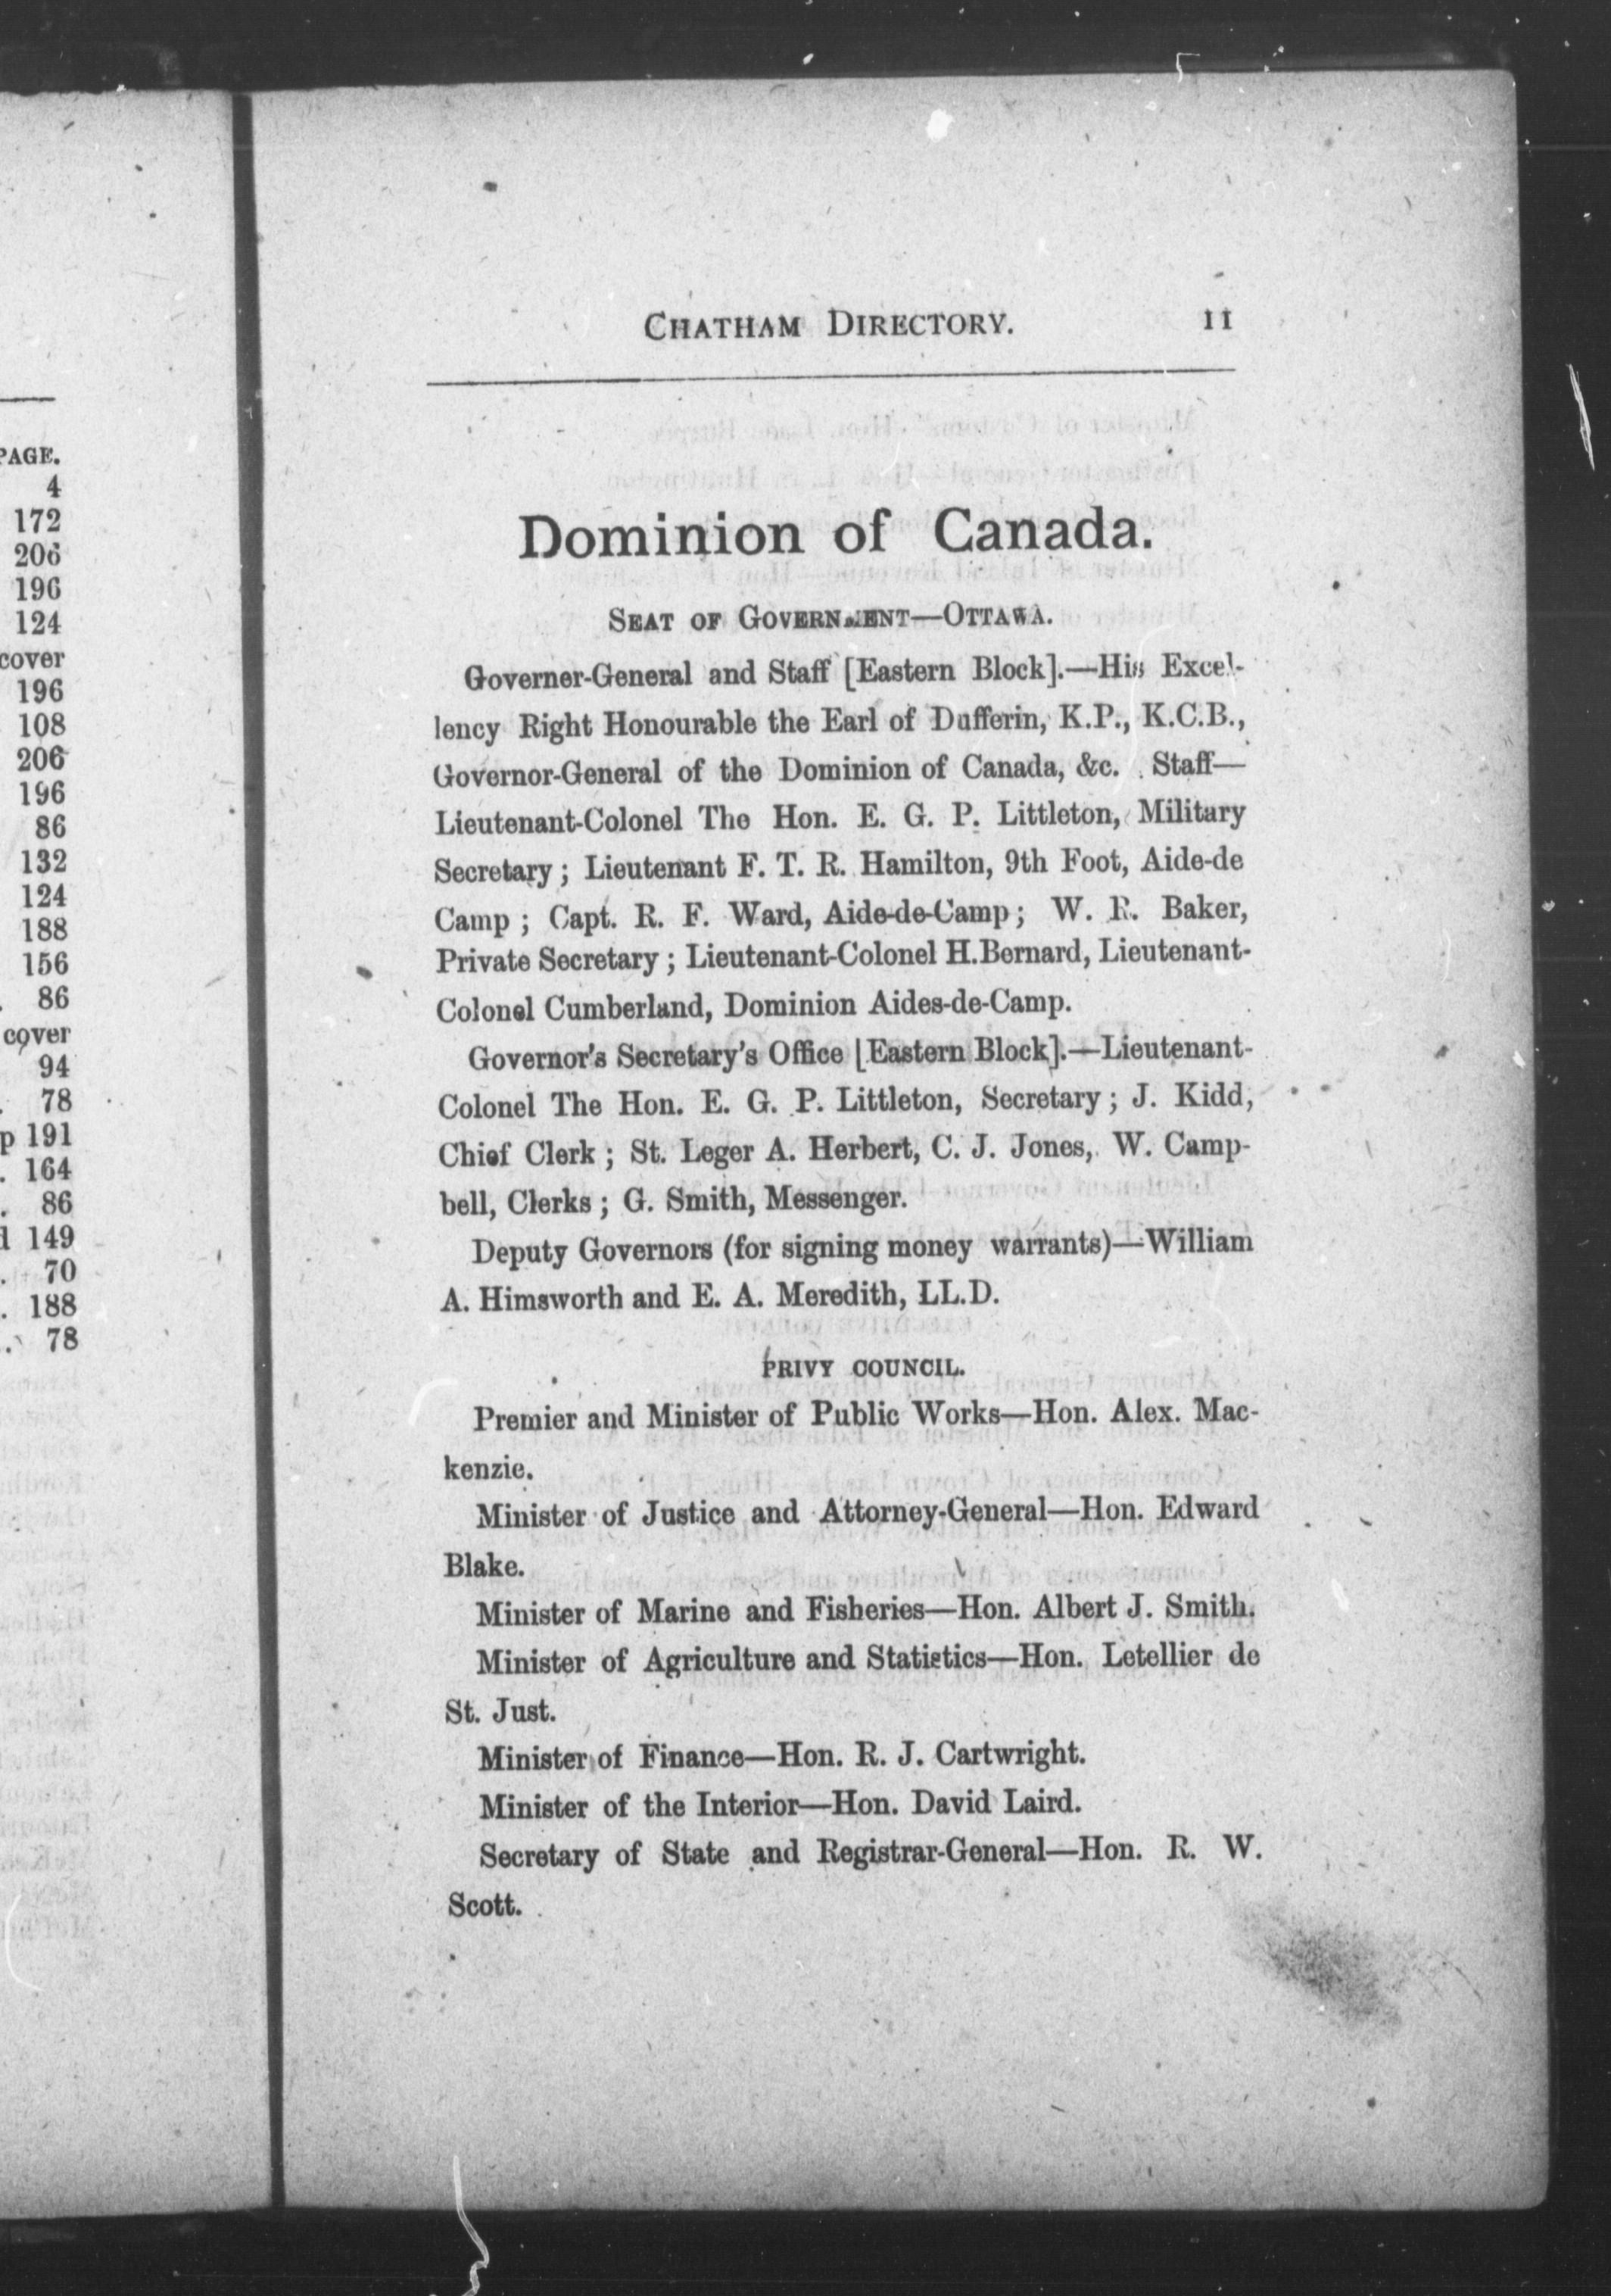 PAGE.
4
172
206
196
124
cover
196
108
206
196
86
132
124
188
156
. 86
cover
94
. 78
p 191
. 164
. 86
d 149
. 70
. 188
. 78
CHATHAM DIRECTORY. 11
Dominion of Canada.
SEAT OF GOVERNMENT—OTTAWA.
Governer-General and Staff [Eastern Block].—His Excel-
lency Right Honourable the Earl of Dufferin, K.P., K.C.B.,
Governor-General of the Dominion of Canada, &c. Staff—
Lieutenant-Colonel The Hon. E. G. P. Littleton, Military
Secretary; Lieutenant F. T. R. Hamilton, 9th Foot, Aide-de
Camp; Capt. R. F. Ward, Aide-de-Camp; W. R. Baker,
Private Secretary; Lieutenant-Colonel H.Bernard, Lieutenant-
Colonel Cumberland, Dominion Aides-de-Camp.
Governor's Secretary's Office [Eastern Block].—Lieutenant-
Colonel The Hon. E. G. P. Littleton, Secretary; J. Kidd,
Chief Clerk; St. Leger A. Herbert, C. J. Jones, W. Camp-
bell, Clerks; G. Smith, Messenger.
Deputy Governors (for signing money warrants)—William
A. Himsworth and E. A. Meredith, LL.D.
PRIVY COUNCIL.
Premier and Minister of Public Works—Hon. Alex. Mac-
kenzie.
Minister of Justice and Attorney-General—Hon. Edward
Blake.
Minister of Marine and Fisheries—Hon. Albert J. Smith.
Minister of Agriculture and Statistics—Hon. Letellier de
St. Just.
Minister of Finance—Hon. R. J. Cartwright.
Minister of the Interior—Hon. David Laird.
Secretary of State and Registrar-General—Hon. R. W.
Scott.